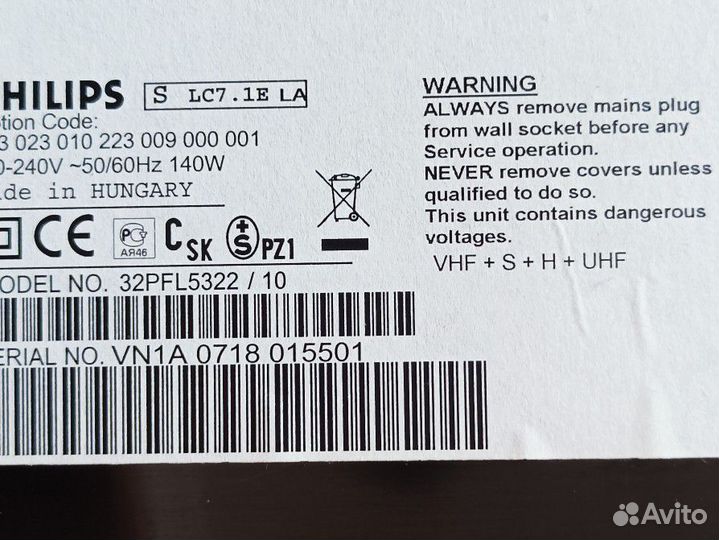 HILIPS S LC7.1E LA
tion Code:
3 023 010 223 009 000 001
0-240V ~50/60Hz 140W
de in HUNGARY
CE PC АЯ46 C SK S PZ1
ODEL NO. 32PFL5322 / 10
ERIAL NO. VN1A 0718 015501
WARNING
ALWAYS remove mains plug
from wall socket before any
Service operation.
NEVER remove covers unless
qualified to do so.
This unit contains dangerous
voltages.
VHF + S + H + UHF
Avito